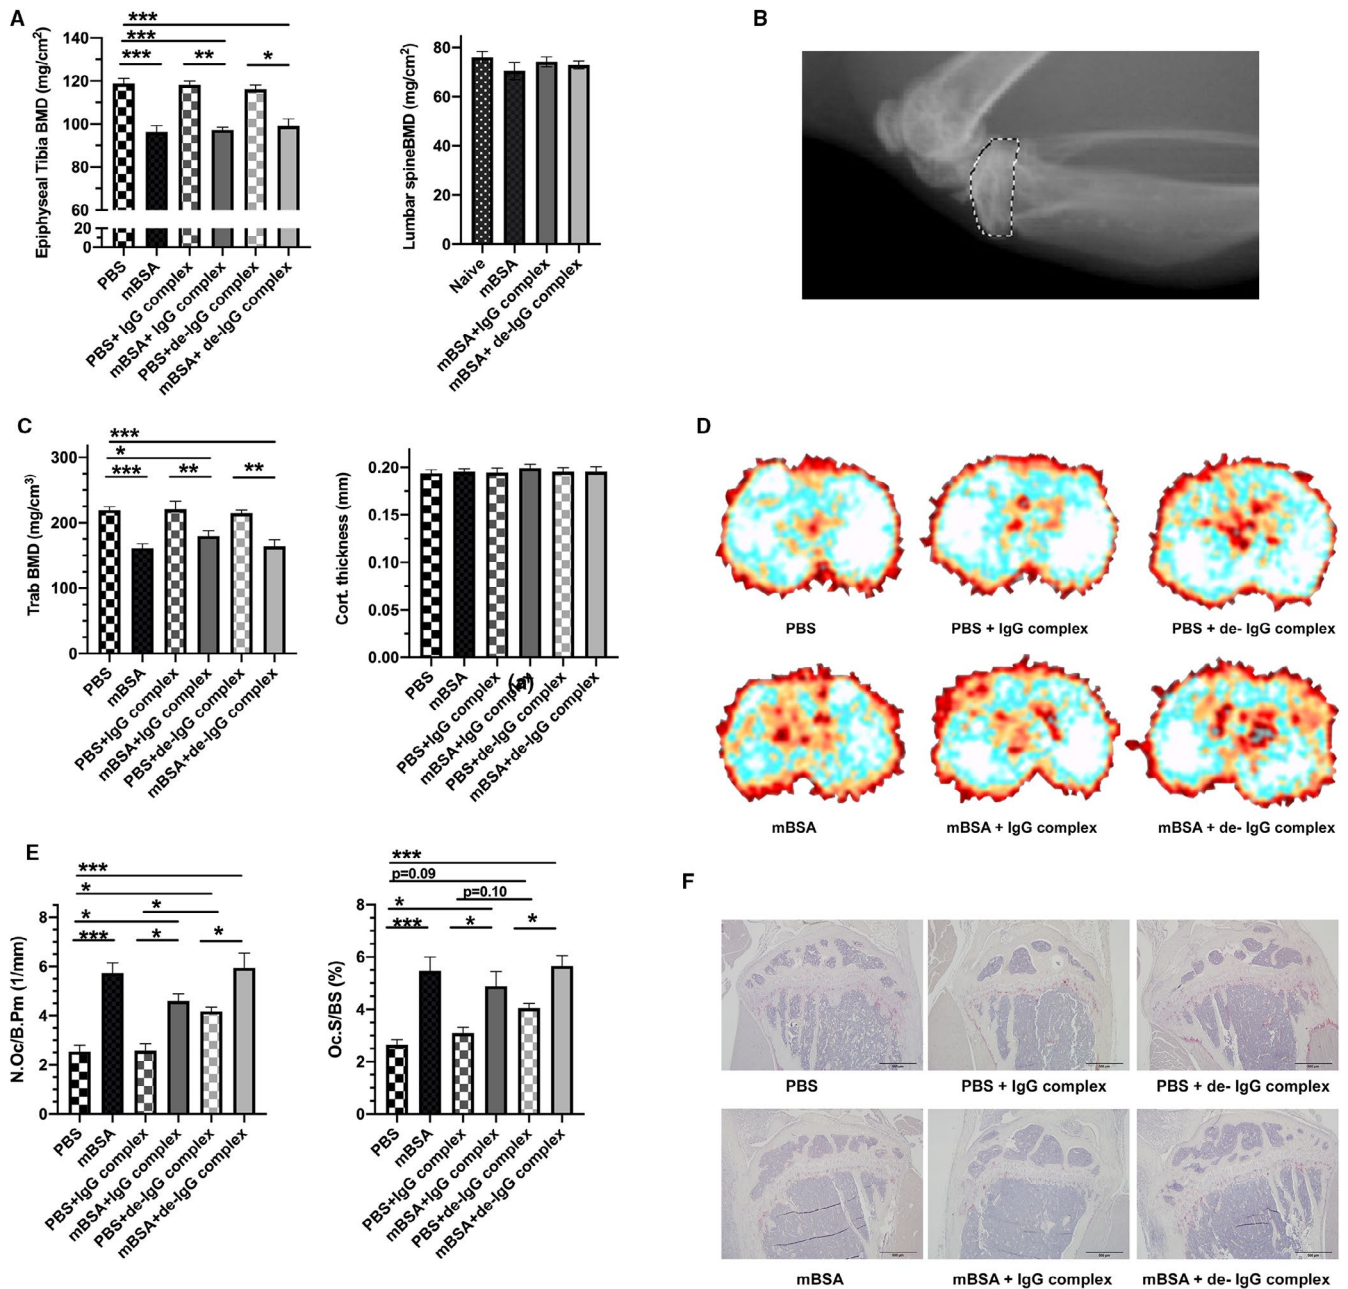 A
Epiphyseal Tibia BMD (mg/cm2)
140
120
100
80
60
20
0
***
***
***
**
*
PBS
mBSA
PBS+ IgG complex
mBSA+ IgG complex
PBS+de-IgG complex
mBSA+ de-IgG complex
Lumbar spineBMD (mg/cm2)
80
60
40
20
0
Naive
mBSA
mBSA+IgG complex
mBSA+ de-IgG complex
B
C
Trab BMD (mg/cm3)
300
200
100
0
***
*
***
**
**
PBS
mBSA
PBS+IgG complex
mBSA+IgG complex
PBS+de-IgG complex
mBSA+de-IgG complex
Cort. thickness (mm)
0.20
0.15
0.10
0.05
0.00
PBS
mBSA
PBS+IgG complex
mBSA+IgG complex
PBS+de-IgG complex
mBSA+de-IgG complex
D
PBS
PBS + IgG complex
PBS + de- IgG complex
mBSA
mBSA + IgG complex
mBSA + de- IgG complex
E
N.Oc/B.Pm (1/mm)
8
6
4
2
0
***
*
*
*
***
*
*
PBS
mBSA
PBS+IgG complex
mBSA+IgG complex
PBS+de-IgG complex
mBSA+de-IgG complex
Oc.S/BS (%)
8
6
4
2
0
***
p=0.09
p=0.10
*
***
*
*
PBS
mBSA
PBS+IgG complex
mBSA+IgG complex
PBS+de-IgG complex
mBSA+de-IgG complex
F
PBS
PBS + IgG complex
PBS + de- IgG complex
mBSA
mBSA + IgG complex
mBSA + de- IgG complex